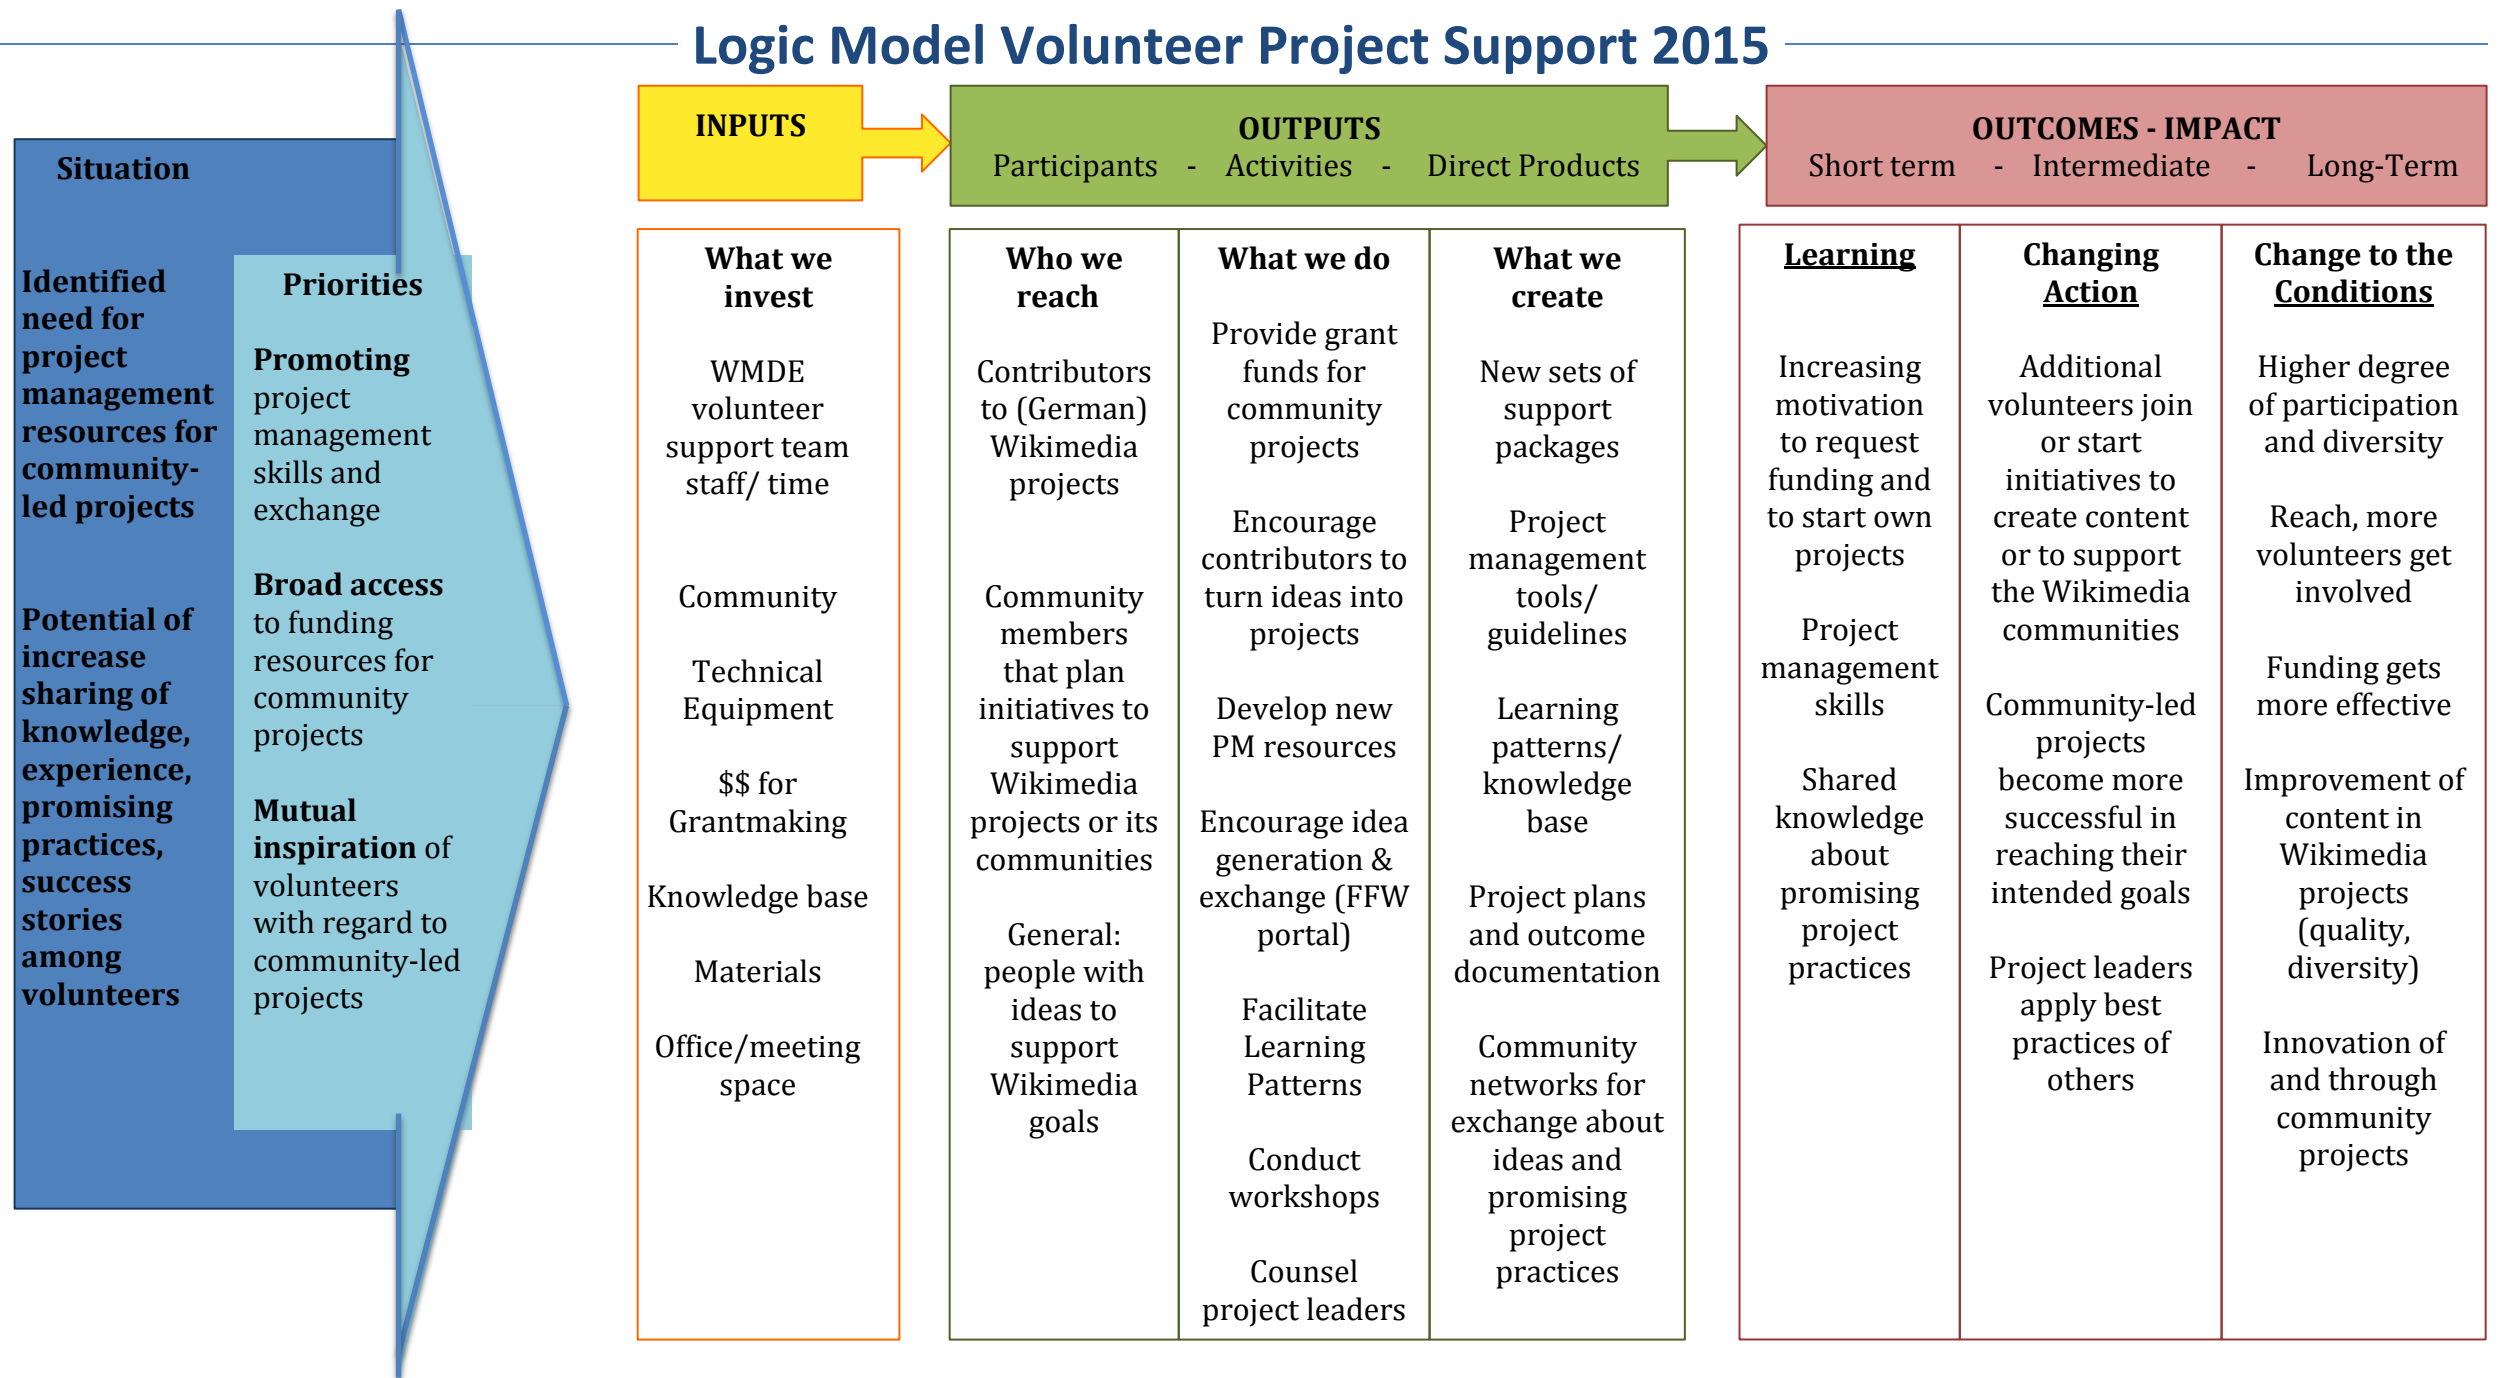 Logic Model Volunteer Project Support 2015
Situation
Identified
need for
project
management
resources for
community-
led projects
Potential of
increase
sharing of
knowledge,
experience,
promising
practices,
success
stories
among
volunteers
Priorities
Promoting
project
management
skills and
exchange
Broad access
to funding
resources for
community
projects
Mutual
inspiration of
volunteers
with regard to
community-led
projects
INPUTS
What we
invest
WMDE
volunteer
support team
staff/ time
Community
Technical
Equipment
$$ for
Grantmaking
Knowledge base
Materials
Office/meeting
space
OUTPUTS
Participants - Activities - Direct Products
Who we
reach
Contributors
to (German)
Wikimedia
projects
Community
members
that plan
initiatives to
support
Wikimedia
projects or its
communities
General:
people with
ideas to
support
Wikimedia
goals
What we do
Provide grant
funds for
community
projects
Encourage
contributors to
turn ideas into
projects
Develop new
PM resources
Encourage idea
generation &
exchange (FFW
portal)
Facilitate
Learning
Patterns
Conduct
workshops
Counsel
project leaders
What we
create
New sets of
support
packages
Project
management
tools/
guidelines
Learning
patterns/
knowledge
base
Project plans
and outcome
documentation
Community
networks for
exchange about
ideas and
promising
project
practices
OUTCOMES - IMPACT
Short term - Intermediate - Long-Term
Learning
Increasing
motivation
to request
funding and
to start own
projects
Project
management
skills
Shared
knowledge
about
promising
project
practices
Changing
Action
Additional
volunteers join
or start
initiatives to
create content
or to support
the Wikimedia
communities
Community-led
projects
become more
successful in
reaching their
intended goals
Project leaders
apply best
practices of
others
Change to the
Conditions
Higher degree
of participation
and diversity
Reach, more
volunteers get
involved
Funding gets
more effective
Improvement of
content in
Wikimedia
projects
(quality,
diversity)
Innovation of
and through
community
projects